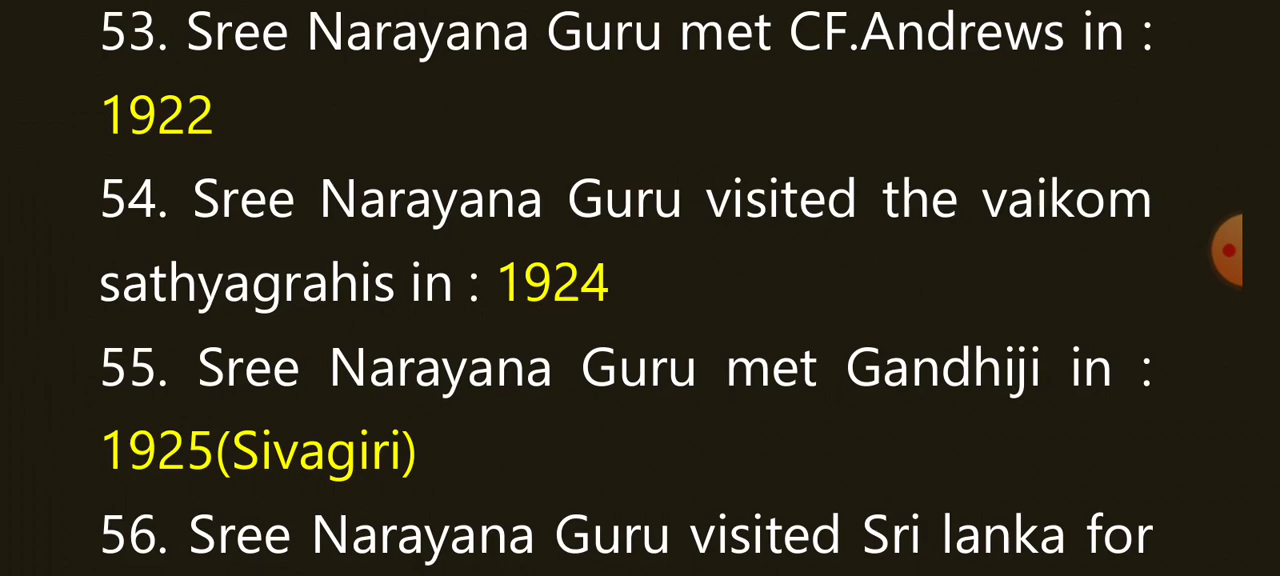 53. Sree Narayana Guru met CF.Andrews in :
1922
54. Sree Narayana Guru visited the vaikom
sathyagrahis in : 1924
55. Sree Narayana Guru met Gandhiji in :
1925(Sivagiri)
56. Sree Narayana Guru visited Sri lanka for